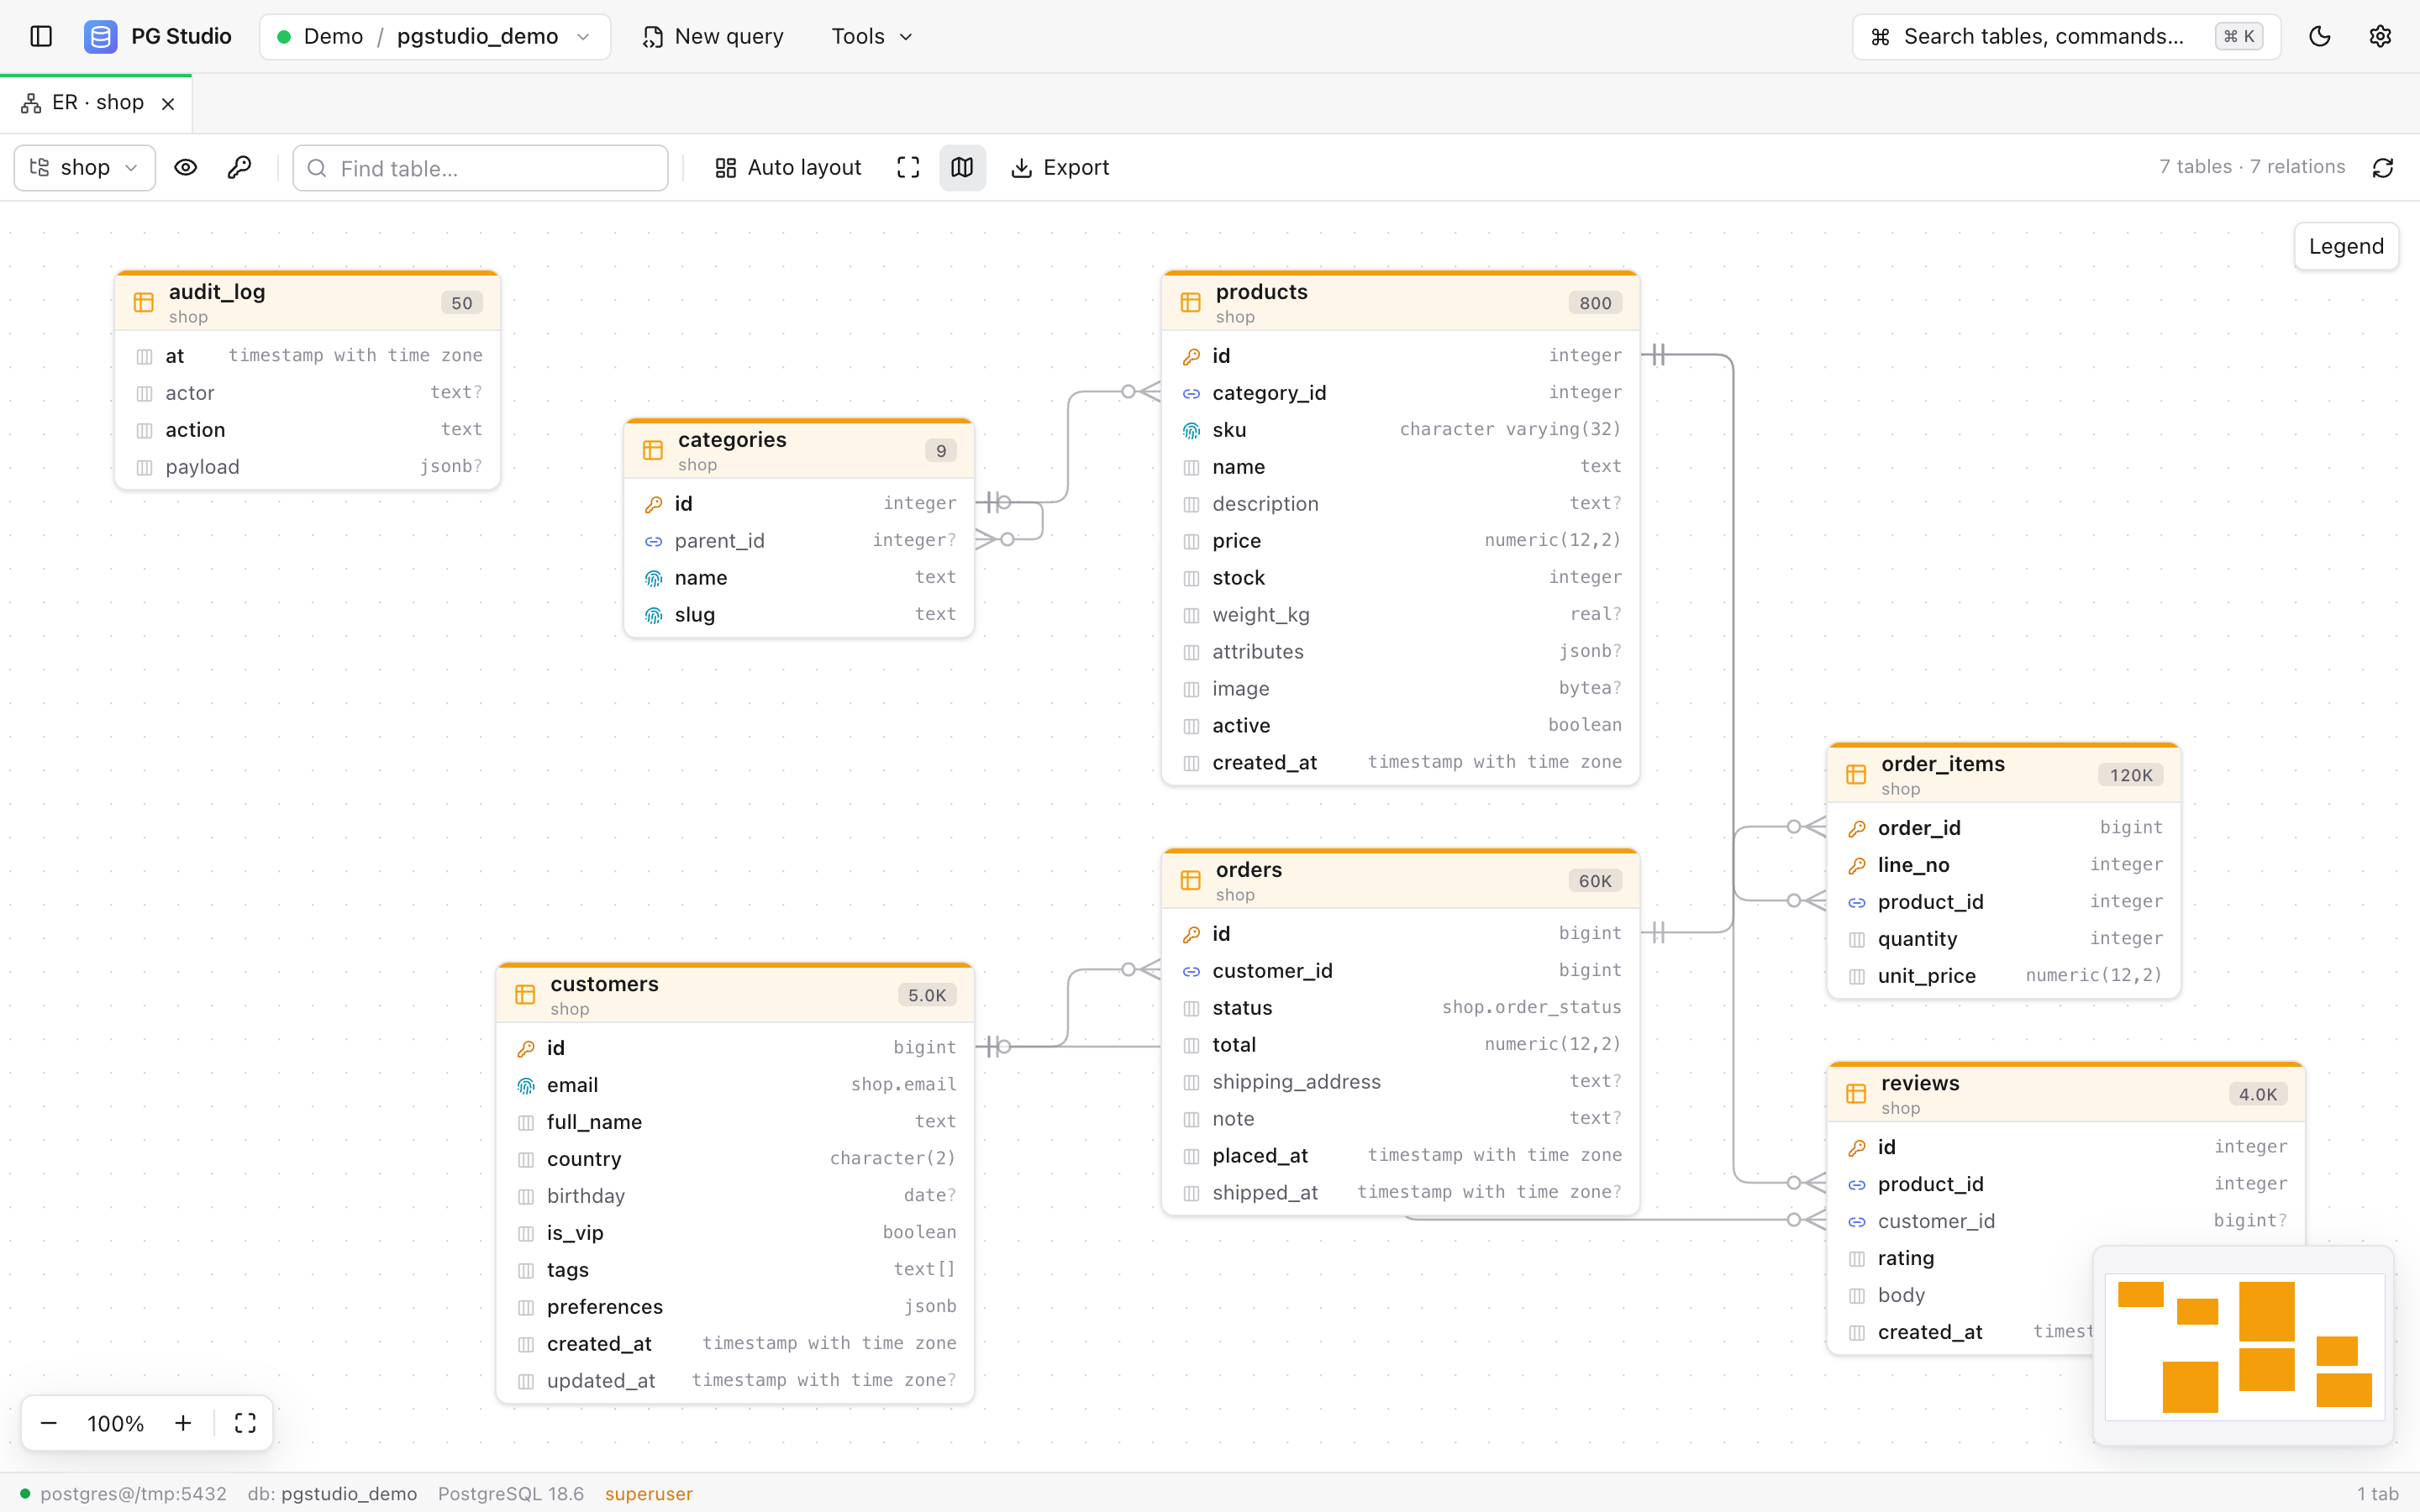 PG Studio
Demo / pgstudio_demo
New query
Tools
Search tables, commands...
⌘ K
ER · shop
shop
Find table...
Auto layout
Export
7 tables · 7 relations
Legend
audit_log
shop
50
at timestamp with time zone
actor text?
action text
payload jsonb?
categories
shop
9
id integer
parent_id integer?
name text
slug text
products
shop
800
id integer
category_id integer
sku character varying(32)
name text
description text?
price numeric(12,2)
stock integer
weight_kg real?
attributes jsonb?
image bytea?
active boolean
created_at timestamp with time zone
orders
shop
60K
id bigint
customer_id bigint
status shop.order_status
total numeric(12,2)
shipping_address text?
note text?
placed_at timestamp with time zone
shipped_at timestamp with time zone?
customers
shop
5.0K
id bigint
email shop.email
full_name text
country character(2)
birthday date?
is_vip boolean
tags text[]
preferences jsonb
created_at timestamp with time zone
updated_at timestamp with time zone?
order_items
shop
120K
order_id bigint
line_no integer
product_id integer
quantity integer
unit_price numeric(12,2)
reviews
shop
4.0K
id integer
product_id integer
customer_id bigint?
rating
body
created_at timest
100%
postgres@/tmp:5432 db: pgstudio_demo PostgreSQL 18.6 superuser
1 tab